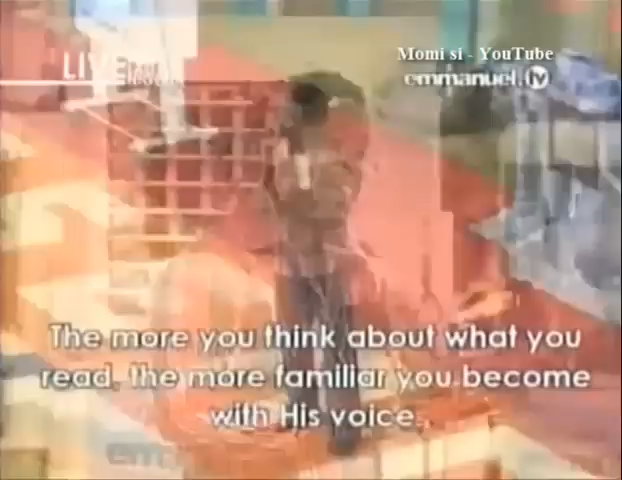 LIVE
Momi si - YouTube
emmanuel.tv
The more you think about what you
read, the more familiar you become
with His voice.